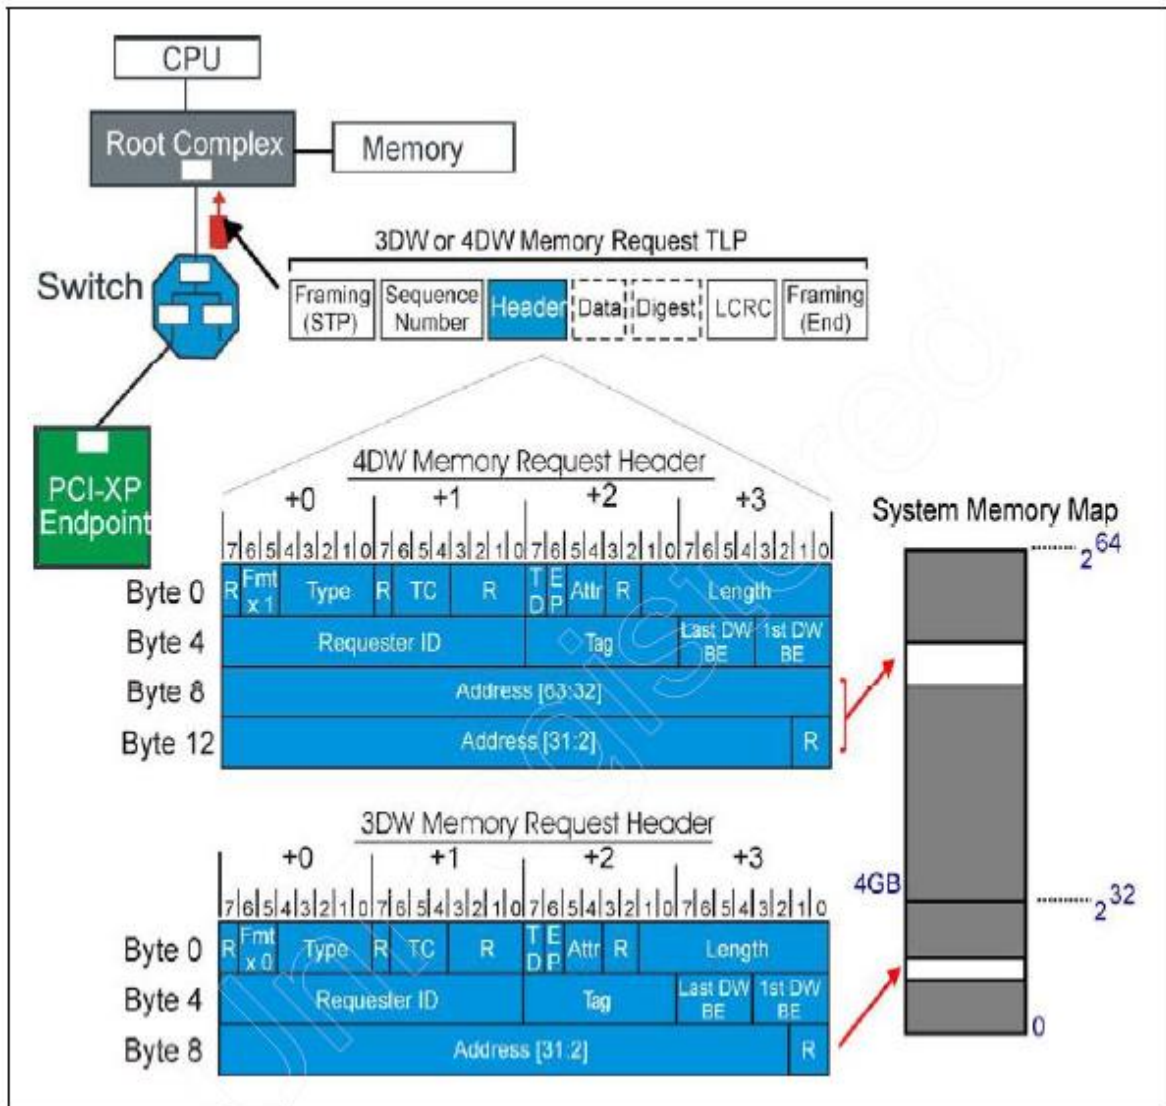 CPU
Root Complex
Memory
3DW or 4DW Memory Request TLP
Switch
Framing (STP)
Sequence Number
Header
Data
Digest
LCRC
Framing (End)
PCI-XP
Endpoint
4DW Memory Request Header
+0 +1 +2 +3
7 6 5 4 3 2 1 0 7 6 5 4 3 2 1 0 7 6 5 4 3 2 1 0 7 6 5 4 3 2 1 0
Byte 0 R Fmt x 1 Type R TC R TD EP Attr R Length
Byte 4 Requester ID Tag Last DW BE 1st DW BE
Byte 8 Address [63:32]
Byte 12 Address [31:2] R
System Memory Map
2^64
4GB
2^32
0
3DW Memory Request Header
+0 +1 +2 +3
7 6 5 4 3 2 1 0 7 6 5 4 3 2 1 0 7 6 5 4 3 2 1 0 7 6 5 4 3 2 1 0
Byte 0 R Fmt x 0 Type R TC R TD EP Attr R Length
Byte 4 Requester ID Tag Last DW BE 1st DW BE
Byte 8 Address [31:2] R
Unregistered